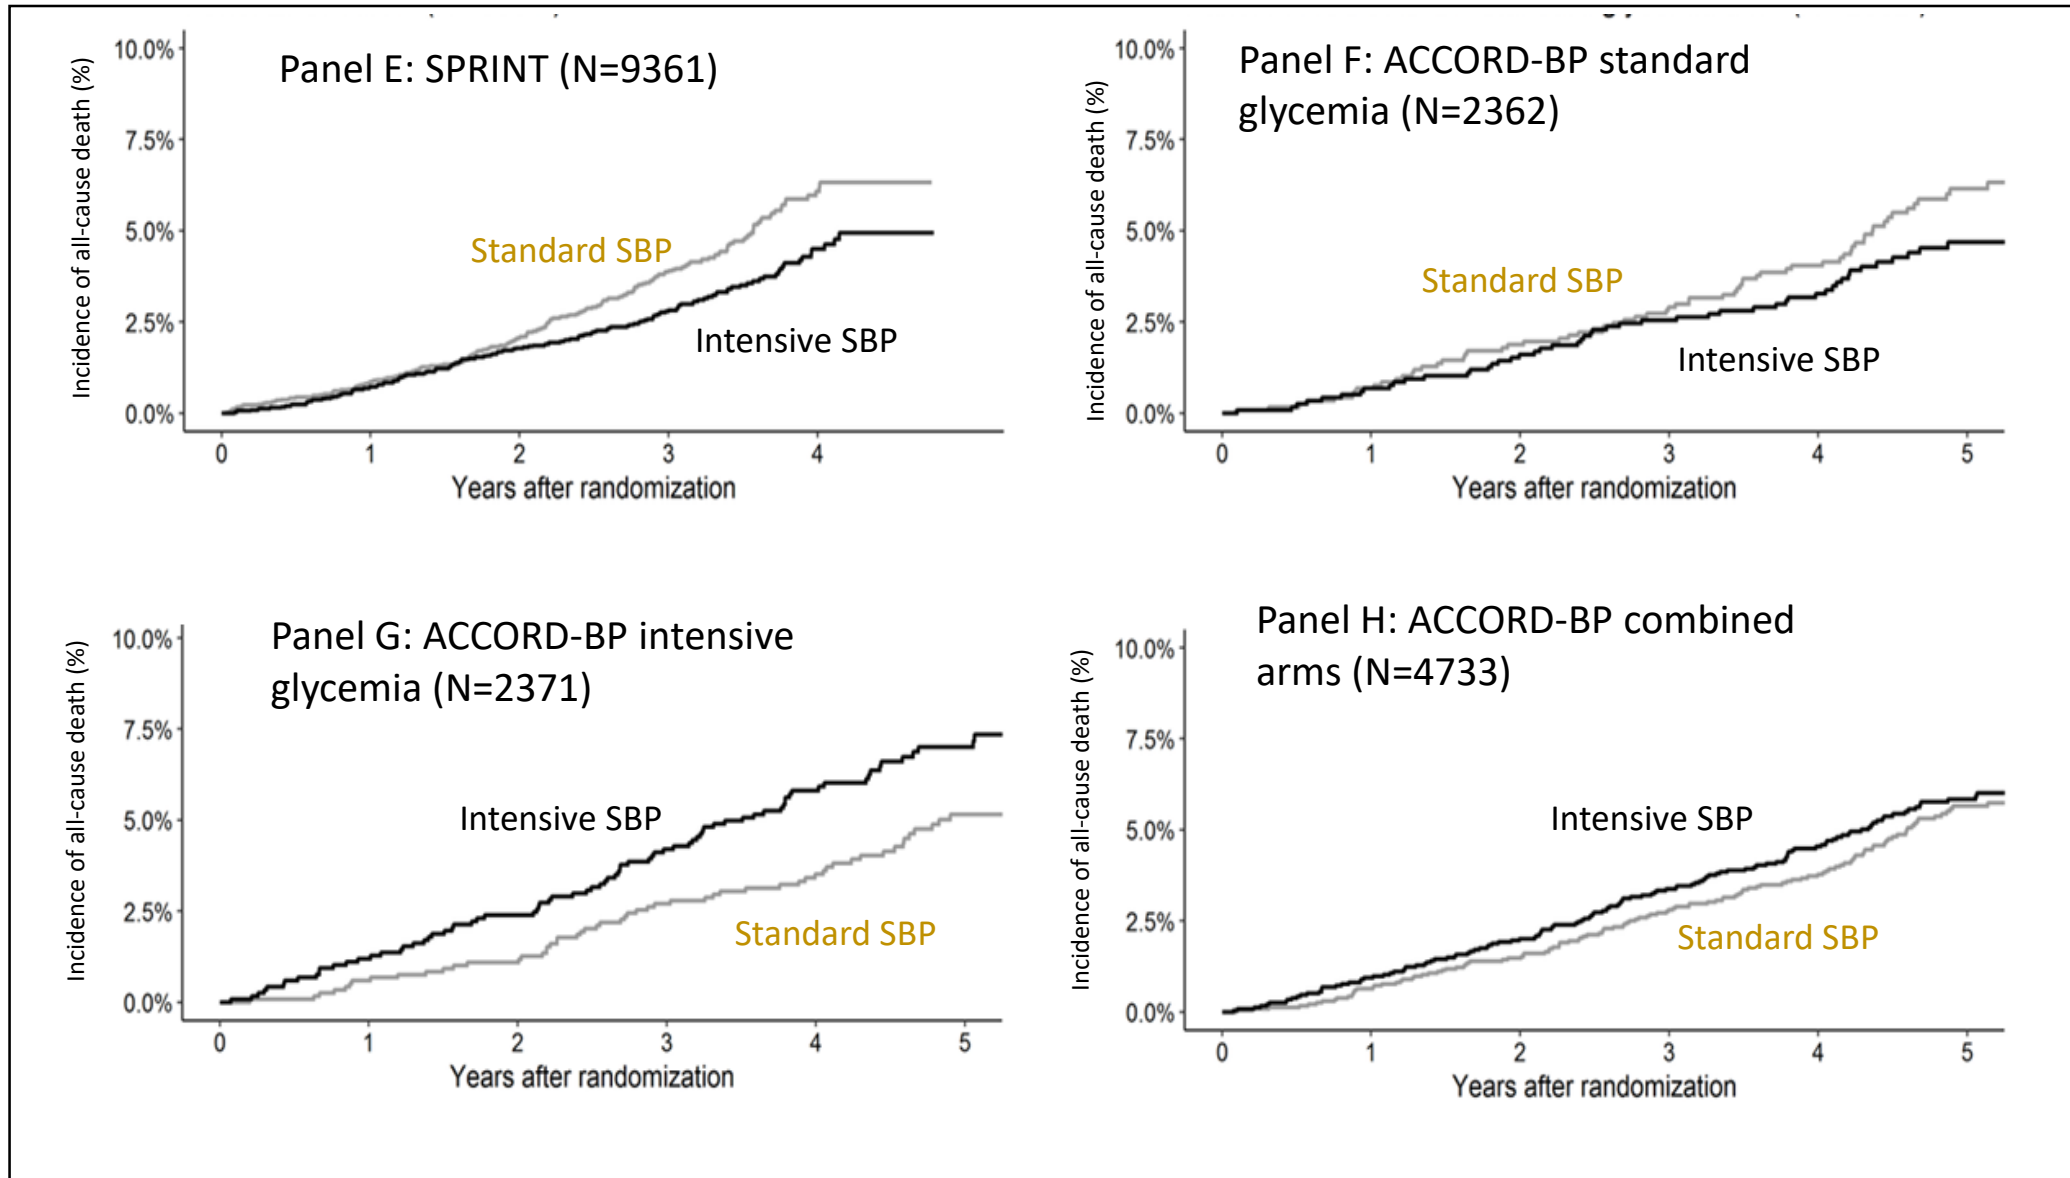 Panel E: SPRINT (N=9361)
Incidence of all-cause death (%)
10.0%
7.5%
5.0%
2.5%
0.0%
Standard SBP
Intensive SBP
0 1 2 3 4
Years after randomization
Panel F: ACCORD-BP standard
glycemia (N=2362)
Incidence of all-cause death (%)
10.0%
7.5%
5.0%
2.5%
0.0%
Standard SBP
Intensive SBP
0 1 2 3 4 5
Years after randomization
Panel G: ACCORD-BP intensive
glycemia (N=2371)
Incidence of all-cause death (%)
10.0%
7.5%
5.0%
2.5%
0.0%
Intensive SBP
Standard SBP
0 1 2 3 4 5
Years after randomization
Panel H: ACCORD-BP combined
arms (N=4733)
Incidence of all-cause death (%)
10.0%
7.5%
5.0%
2.5%
0.0%
Intensive SBP
Standard SBP
0 1 2 3 4 5
Years after randomization